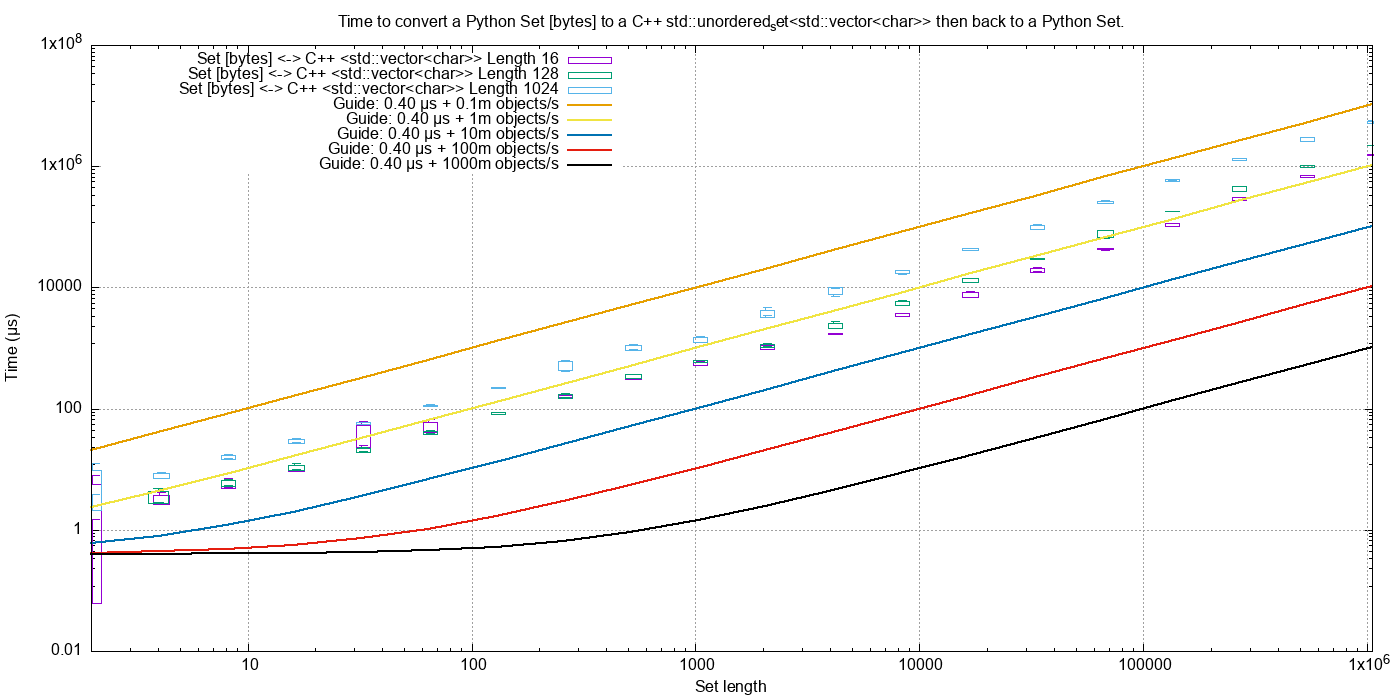 Time to convert a Python Set [bytes] to a C++ std::unordered_set<std::vector<char>> then back to a Python Set.
1x10^8
Set [bytes] <-> C++ <std::vector<char>> Length 16
Set [bytes] <-> C++ <std::vector<char>> Length 128
Set [bytes] <-> C++ <std::vector<char>> Length 1024
Guide: 0.40 µs + 0.1m objects/s
Guide: 0.40 µs + 1m objects/s
Guide: 0.40 µs + 10m objects/s
Guide: 0.40 µs + 100m objects/s
Guide: 0.40 µs + 1000m objects/s
1x10^6
10000
100
1
0.01
Time (µs)
10 100 1000 10000 100000 1x10^6
Set length